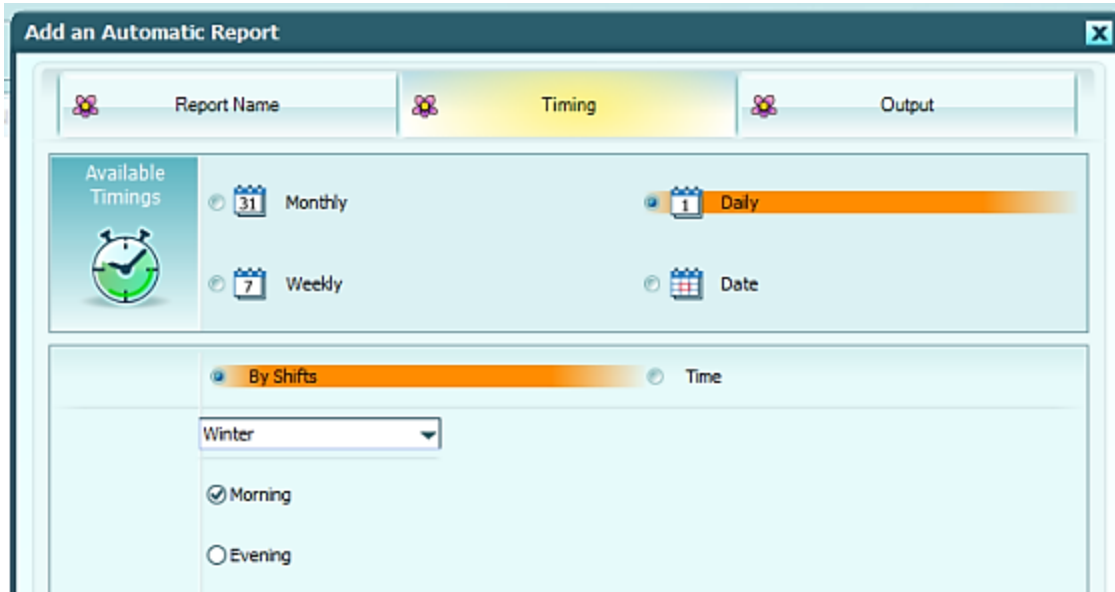 Add an Automatic Report
Report Name
Timing
Output
Available
Timings
31 Monthly
1 Daily
7 Weekly
Date
By Shifts
Time
Winter
Morning
Evening